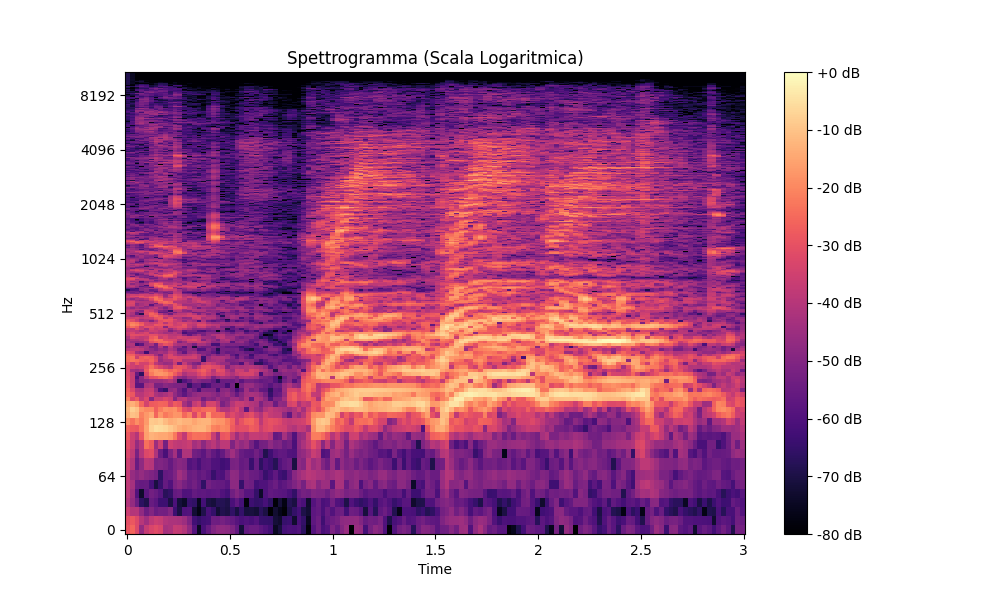 Spettrogramma (Scala Logaritmica)
Hz
8192
4096
2048
1024
512
256
128
64
0
0
0.5
1
1.5
2
2.5
3
Time
+0 dB
-10 dB
-20 dB
-30 dB
-40 dB
-50 dB
-60 dB
-70 dB
-80 dB